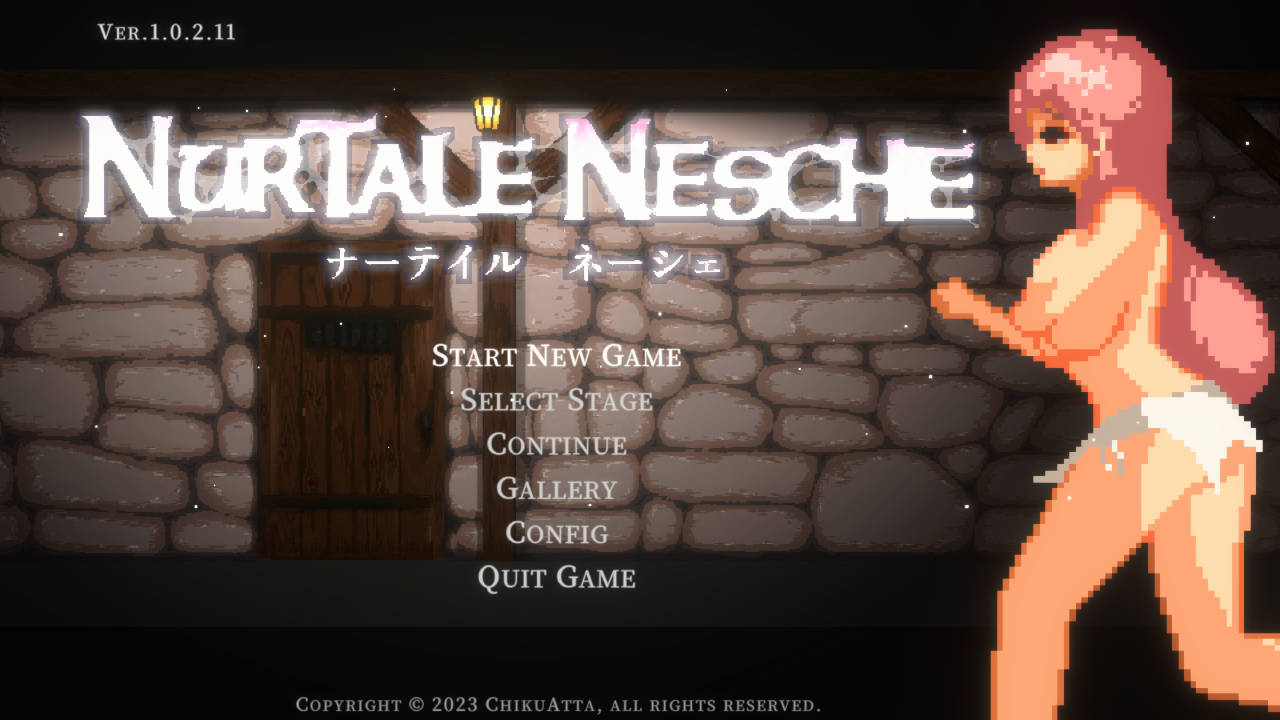 Ver.1.0.2.11
NurTale Nesche
ナーテイル ネーシェ
Start New Game
Select Stage
Continue
Gallery
Config
Quit Game
Copyright © 2023 ChikuAtta, all rights reserved.